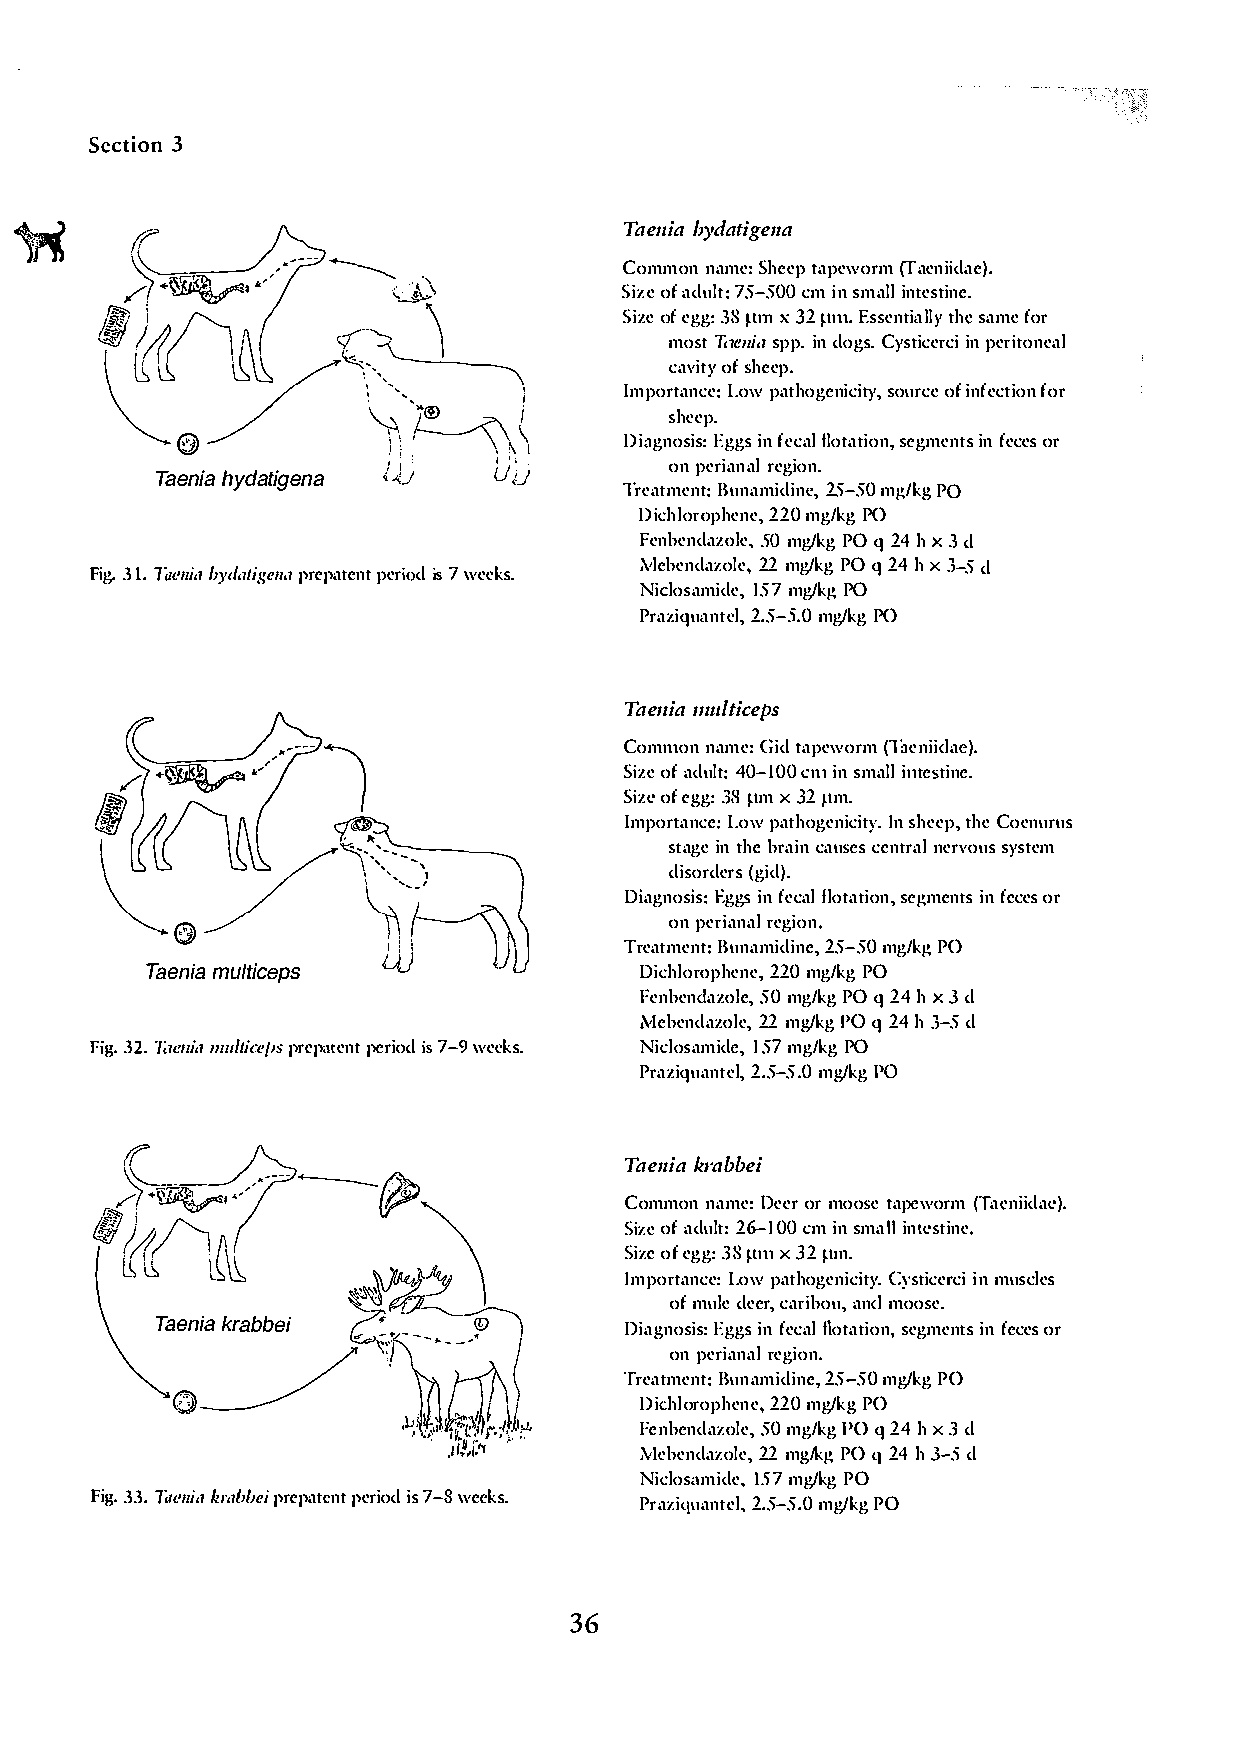 Section 3
Taenia hydatigena
Taenia hydatigena
Common name: Sheep tapeworm (Taeniidae).
Size of adult: 75–500 cm in small intestine.
Size of egg: 38 µm x 32 µm. Essentially the same for
most Taenia spp. in dogs. Cysticerci in peritoneal
cavity of sheep.
Importance: Low pathogenicity, source of infection for
sheep.
Diagnosis: Eggs in fecal flotation, segments in feces or
on perianal region.
Treatment: Bunamidine, 25–50 mg/kg PO
Dichlorophene, 220 mg/kg PO
Fenbendazole, 50 mg/kg PO q 24 h x 3 d
Mebendazole, 22 mg/kg PO q 24 h x 3–5 d
Niclosamide, 157 mg/kg PO
Praziquantel, 2.5–5.0 mg/kg PO
Fig. 31. Taenia hydatigena prepatent period is 7 weeks.
Taenia multiceps
Taenia multiceps
Common name: Gid tapeworm (Taeniidae).
Size of adult: 40–100 cm in small intestine.
Size of egg: 38 µm x 32 µm.
Importance: Low pathogenicity. In sheep, the Coenurus
stage in the brain causes central nervous system
disorders (gid).
Diagnosis: Eggs in fecal flotation, segments in feces or
on perianal region.
Treatment: Bunamidine, 25–50 mg/kg PO
Dichlorophene, 220 mg/kg PO
Fenbendazole, 50 mg/kg PO q 24 h x 3 d
Mebendazole, 22 mg/kg PO q 24 h 3–5 d
Niclosamide, 157 mg/kg PO
Praziquantel, 2.5–5.0 mg/kg PO
Fig. 32. Taenia multiceps prepatent period is 7–9 weeks.
Taenia krabbei
Taenia krabbei
Common name: Deer or moose tapeworm (Taeniidae).
Size of adult: 26–100 cm in small intestine.
Size of egg: 38 µm x 32 µm.
Importance: Low pathogenicity. Cysticerci in muscles
of mule deer, caribou, and moose.
Diagnosis: Eggs in fecal flotation, segments in feces or
on perianal region.
Treatment: Bunamidine, 25–50 mg/kg PO
Dichlorophene, 220 mg/kg PO
Fenbendazole, 50 mg/kg PO q 24 h x 3 d
Mebendazole, 22 mg/kg PO q 24 h 3–5 d
Niclosamide, 157 mg/kg PO
Praziquantel, 2.5–5.0 mg/kg PO
Fig. 33. Taenia krabbei prepatent period is 7–8 weeks.
36